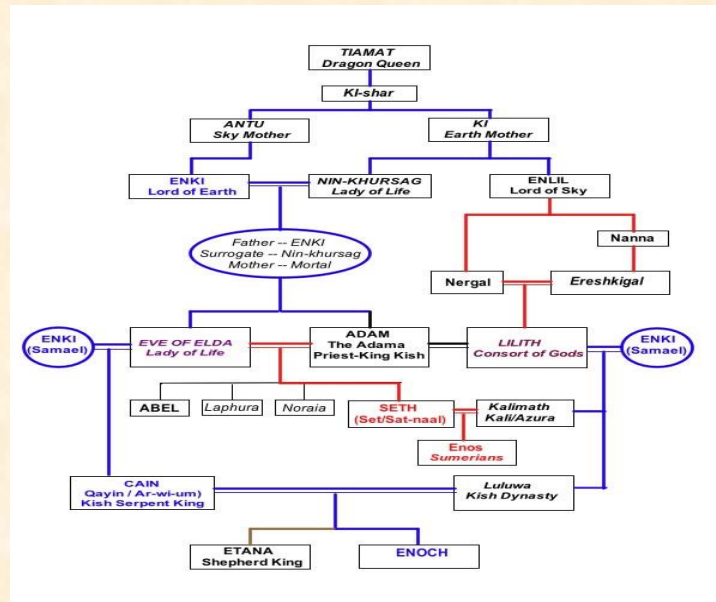 TIAMAT
Dragon Queen
KI-shar
ANTU
Sky Mother
KI
Earth Mother
ENKI
Lord of Earth
NIN-KHURSAG
Lady of Life
ENLIL
Lord of Sky
Father -- ENKI
Surrogate -- Nin-khursag
Mother -- Mortal
Nanna
Nergal
Ereshkigal
ENKI
(Samael)
EVE OF ELDA
Lady of Life
ADAM
The Adama
Priest-King Kish
LILITH
Consort of Gods
ENKI
(Samael)
ABEL
Laphura
Noraia
SETH
(Set/Sat-naal)
Kalimath
Kali/Azura
Enos
Sumerians
CAIN
Qayin / Ar-wi-um)
Kish Serpent King
Luluwa
Kish Dynasty
ETANA
Shepherd King
ENOCH